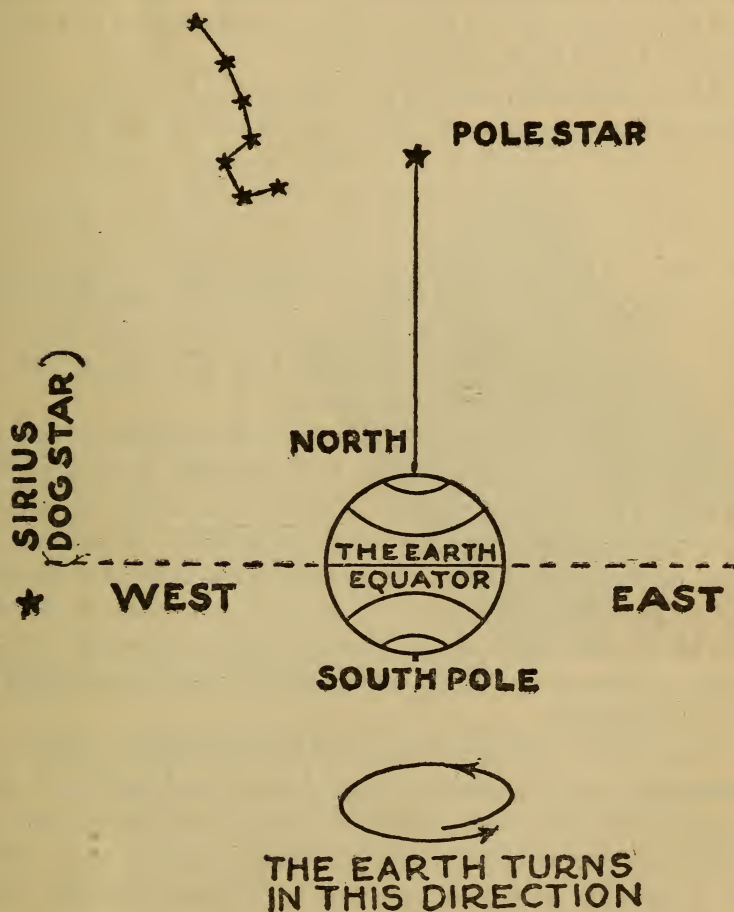 POLE STAR
SIRIUS
(DOG STAR)
NORTH
THE EARTH
EQUATOR
WEST
EAST
SOUTH POLE
THE EARTH TURNS
IN THIS DIRECTION